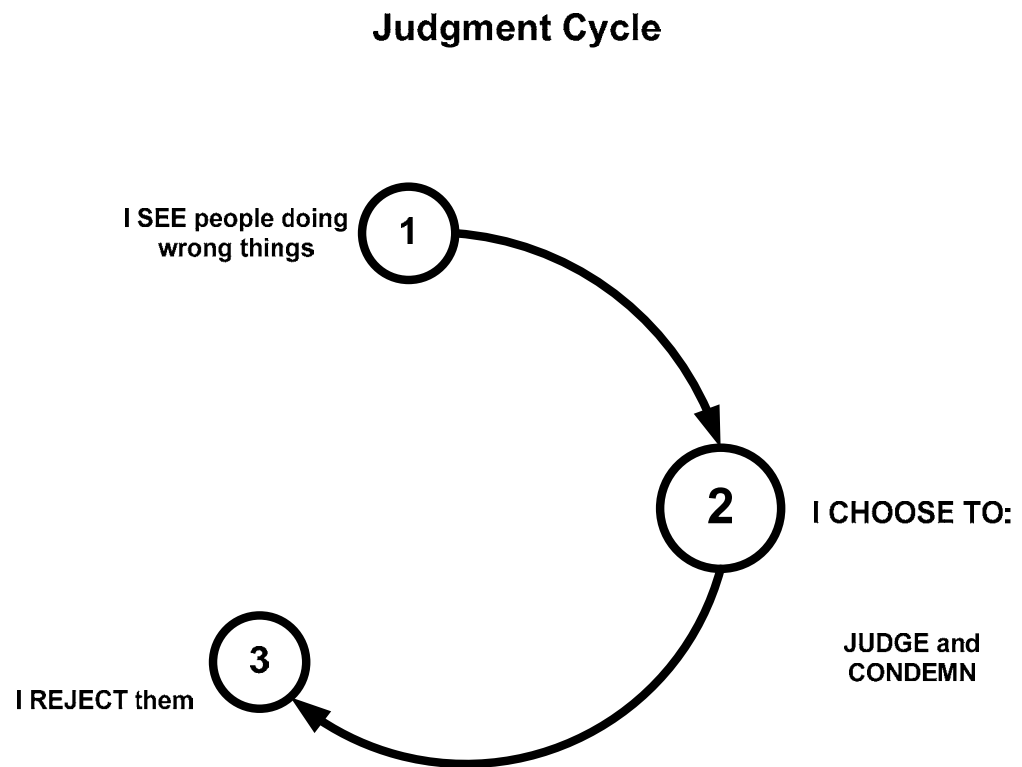 Judgment Cycle
I SEE people doing
wrong things
1
2
I CHOOSE TO:
JUDGE and
CONDEMN
3
I REJECT them